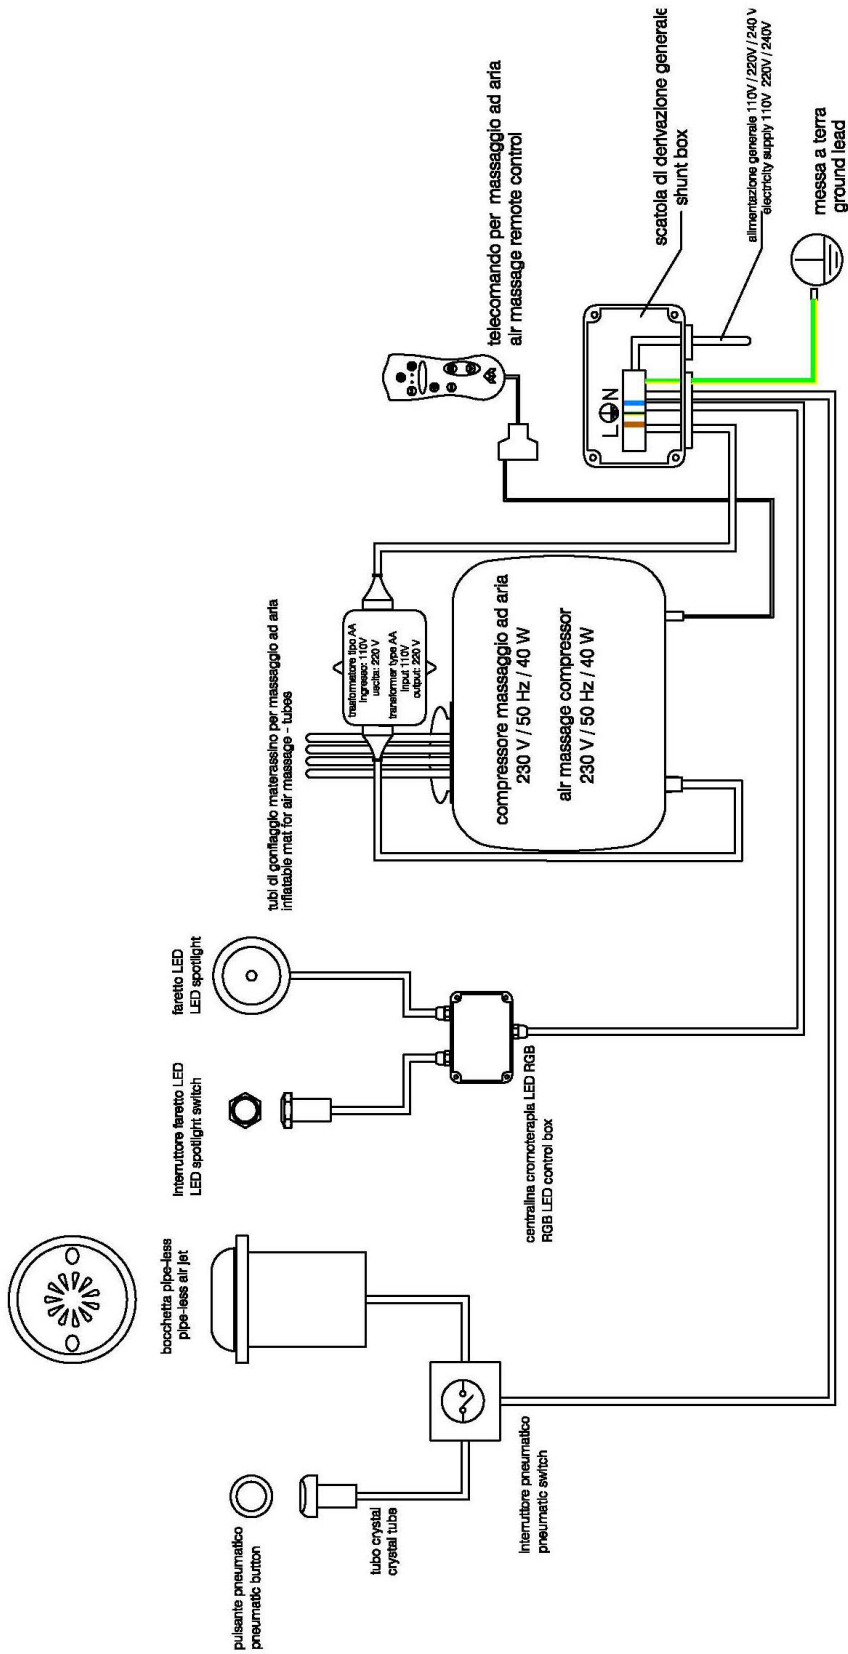 pulsante pneumatico
pneumatic button
tubo crystal
crystal tube
bocchetta pipe-less
pipe-less air jet
interruttore pneumatico
pneumatic switch
interruttore faretto LED
LED spotlight switch
faretto LED
LED spotlight
centralina cromoterapia LED RGB
RGB LED control box
tubi di gonfiaggio materassino per massaggio ad aria
inflatable mat for air massage - tubes
trasformatore tipo AA
ingresso: 110V
uscita: 220 V
transformer type AA
input 110V
output: 220 V
compressore massaggio ad aria
230 V / 50 Hz / 40 W
air massage compressor
230 V / 50 Hz / 40 W
telecomando per massaggio ad aria
air massage remote control
L N
scatola di derivazione generale
shunt box
alimentazione generale 110V / 220V / 240 V
electricity supply 110V 220V / 240V
messa a terra
ground lead